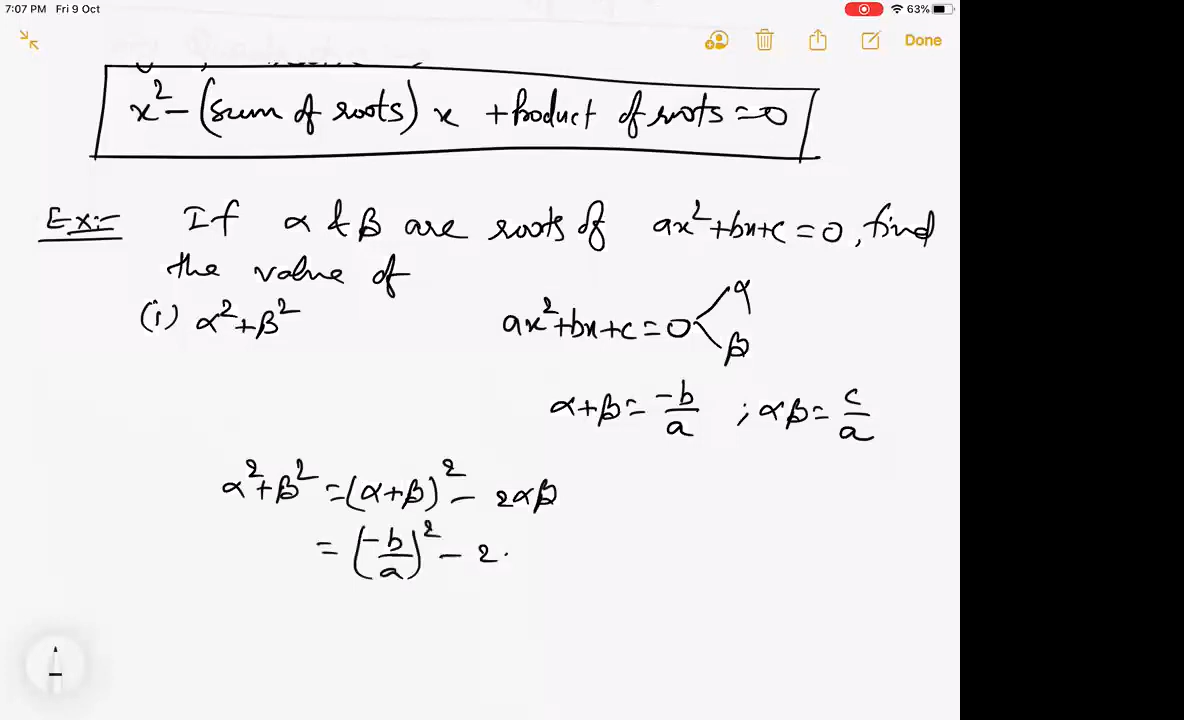 7:07 PM Fri 9 Oct 63%
Done
x² - (sum of roots) x + product of roots = 0
Ex:- If α & β are roots of ax² + bx + c = 0, find
the value of
(i) α² + β²
ax² + bx + c = 0 < α β
α + β = -b/a ; αβ = c/a
α² + β² = (α + β)² - 2αβ
= (-b/a)² - 2.